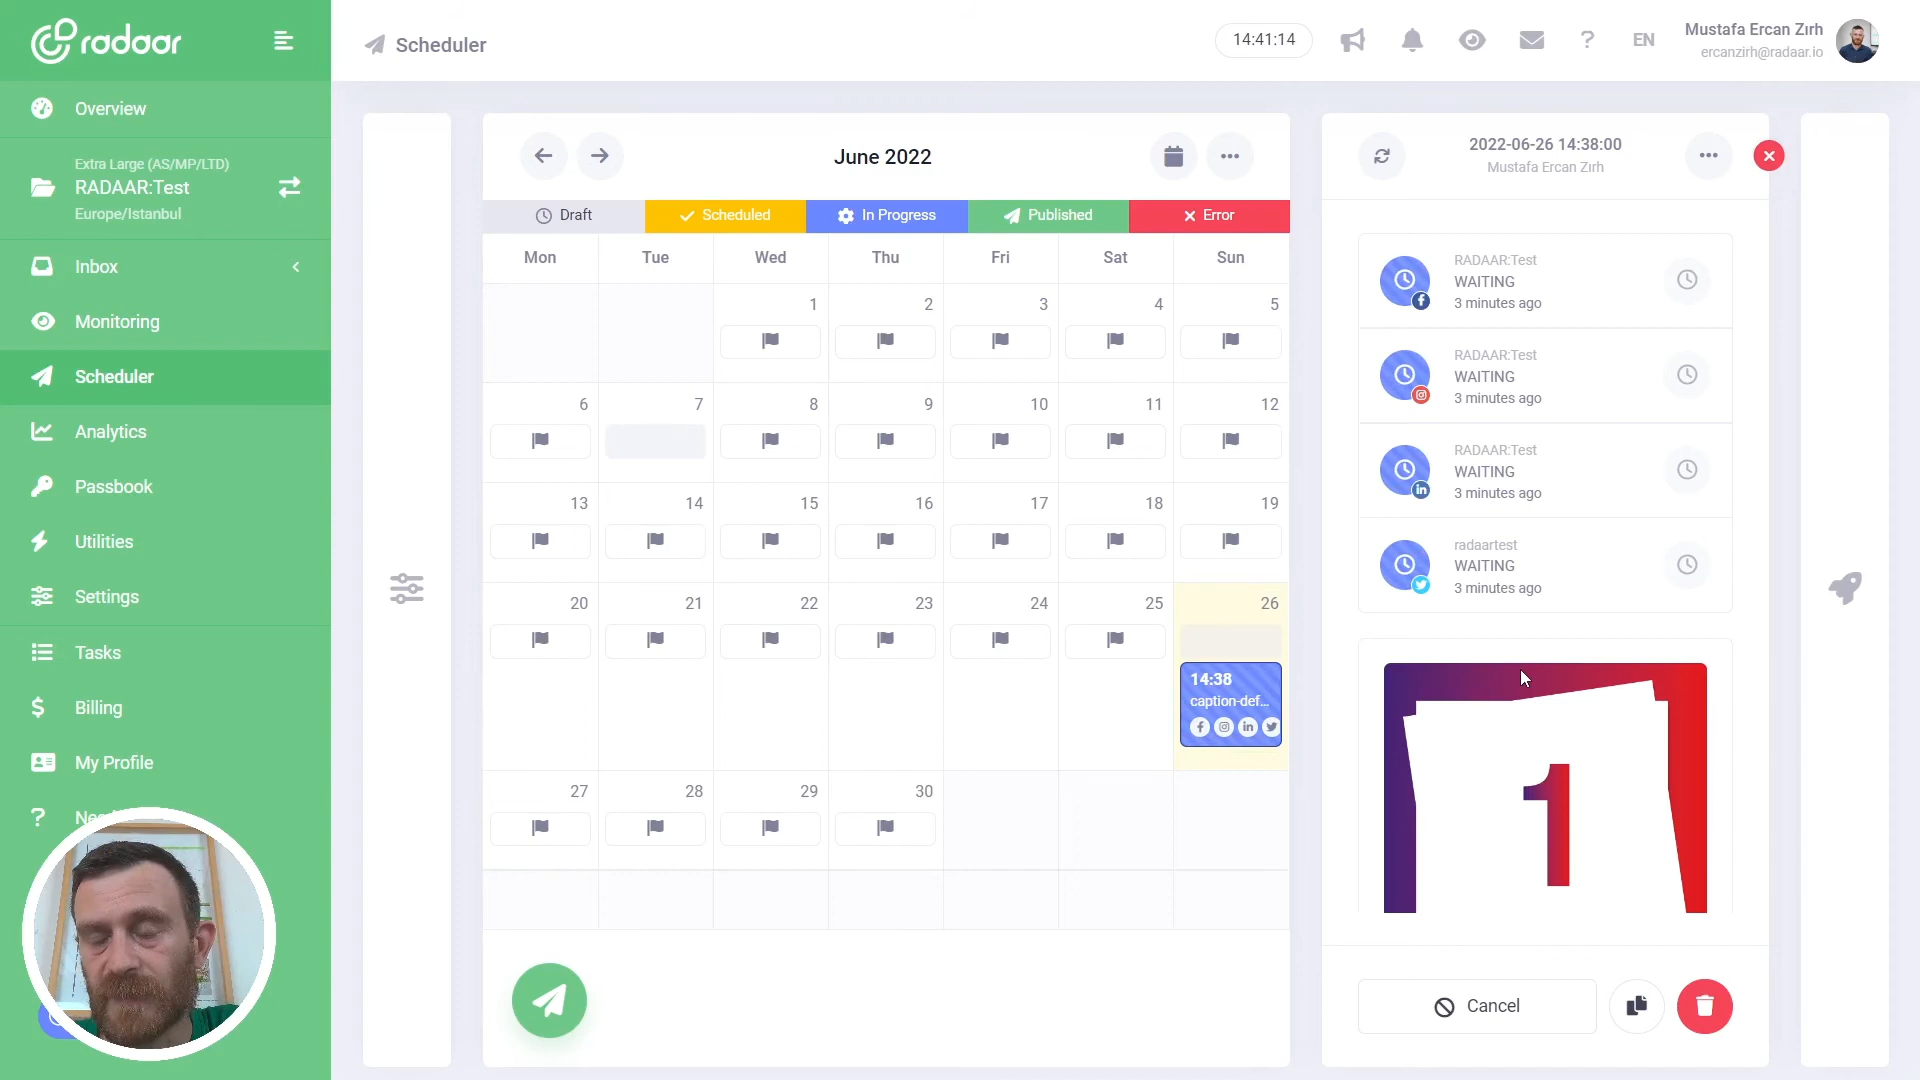 radaar
Scheduler
14:41:14
EN
Mustafa Ercan Zırh
ercanzirh@radaar.io
Overview
Extra Large (AS/MP/LTD)
RADAAR:Test
Europe/Istanbul
Inbox
Monitoring
Scheduler
Analytics
Passbook
Utilities
Settings
Tasks
Billing
My Profile
June 2022
Draft
Scheduled
In Progress
Published
Error
Mon Tue Wed Thu Fri Sat Sun
1 2 3 4 5
6 7 8 9 10 11 12
13 14 15 16 17 18 19
20 21 22 23 24 25 26
14:38
caption-def...
27 28 29 30
2022-06-26 14:38:00
Mustafa Ercan Zırh
RADAAR:Test
WAITING
3 minutes ago
RADAAR:Test
WAITING
3 minutes ago
RADAAR:Test
WAITING
3 minutes ago
radaartest
WAITING
3 minutes ago
1
Cancel